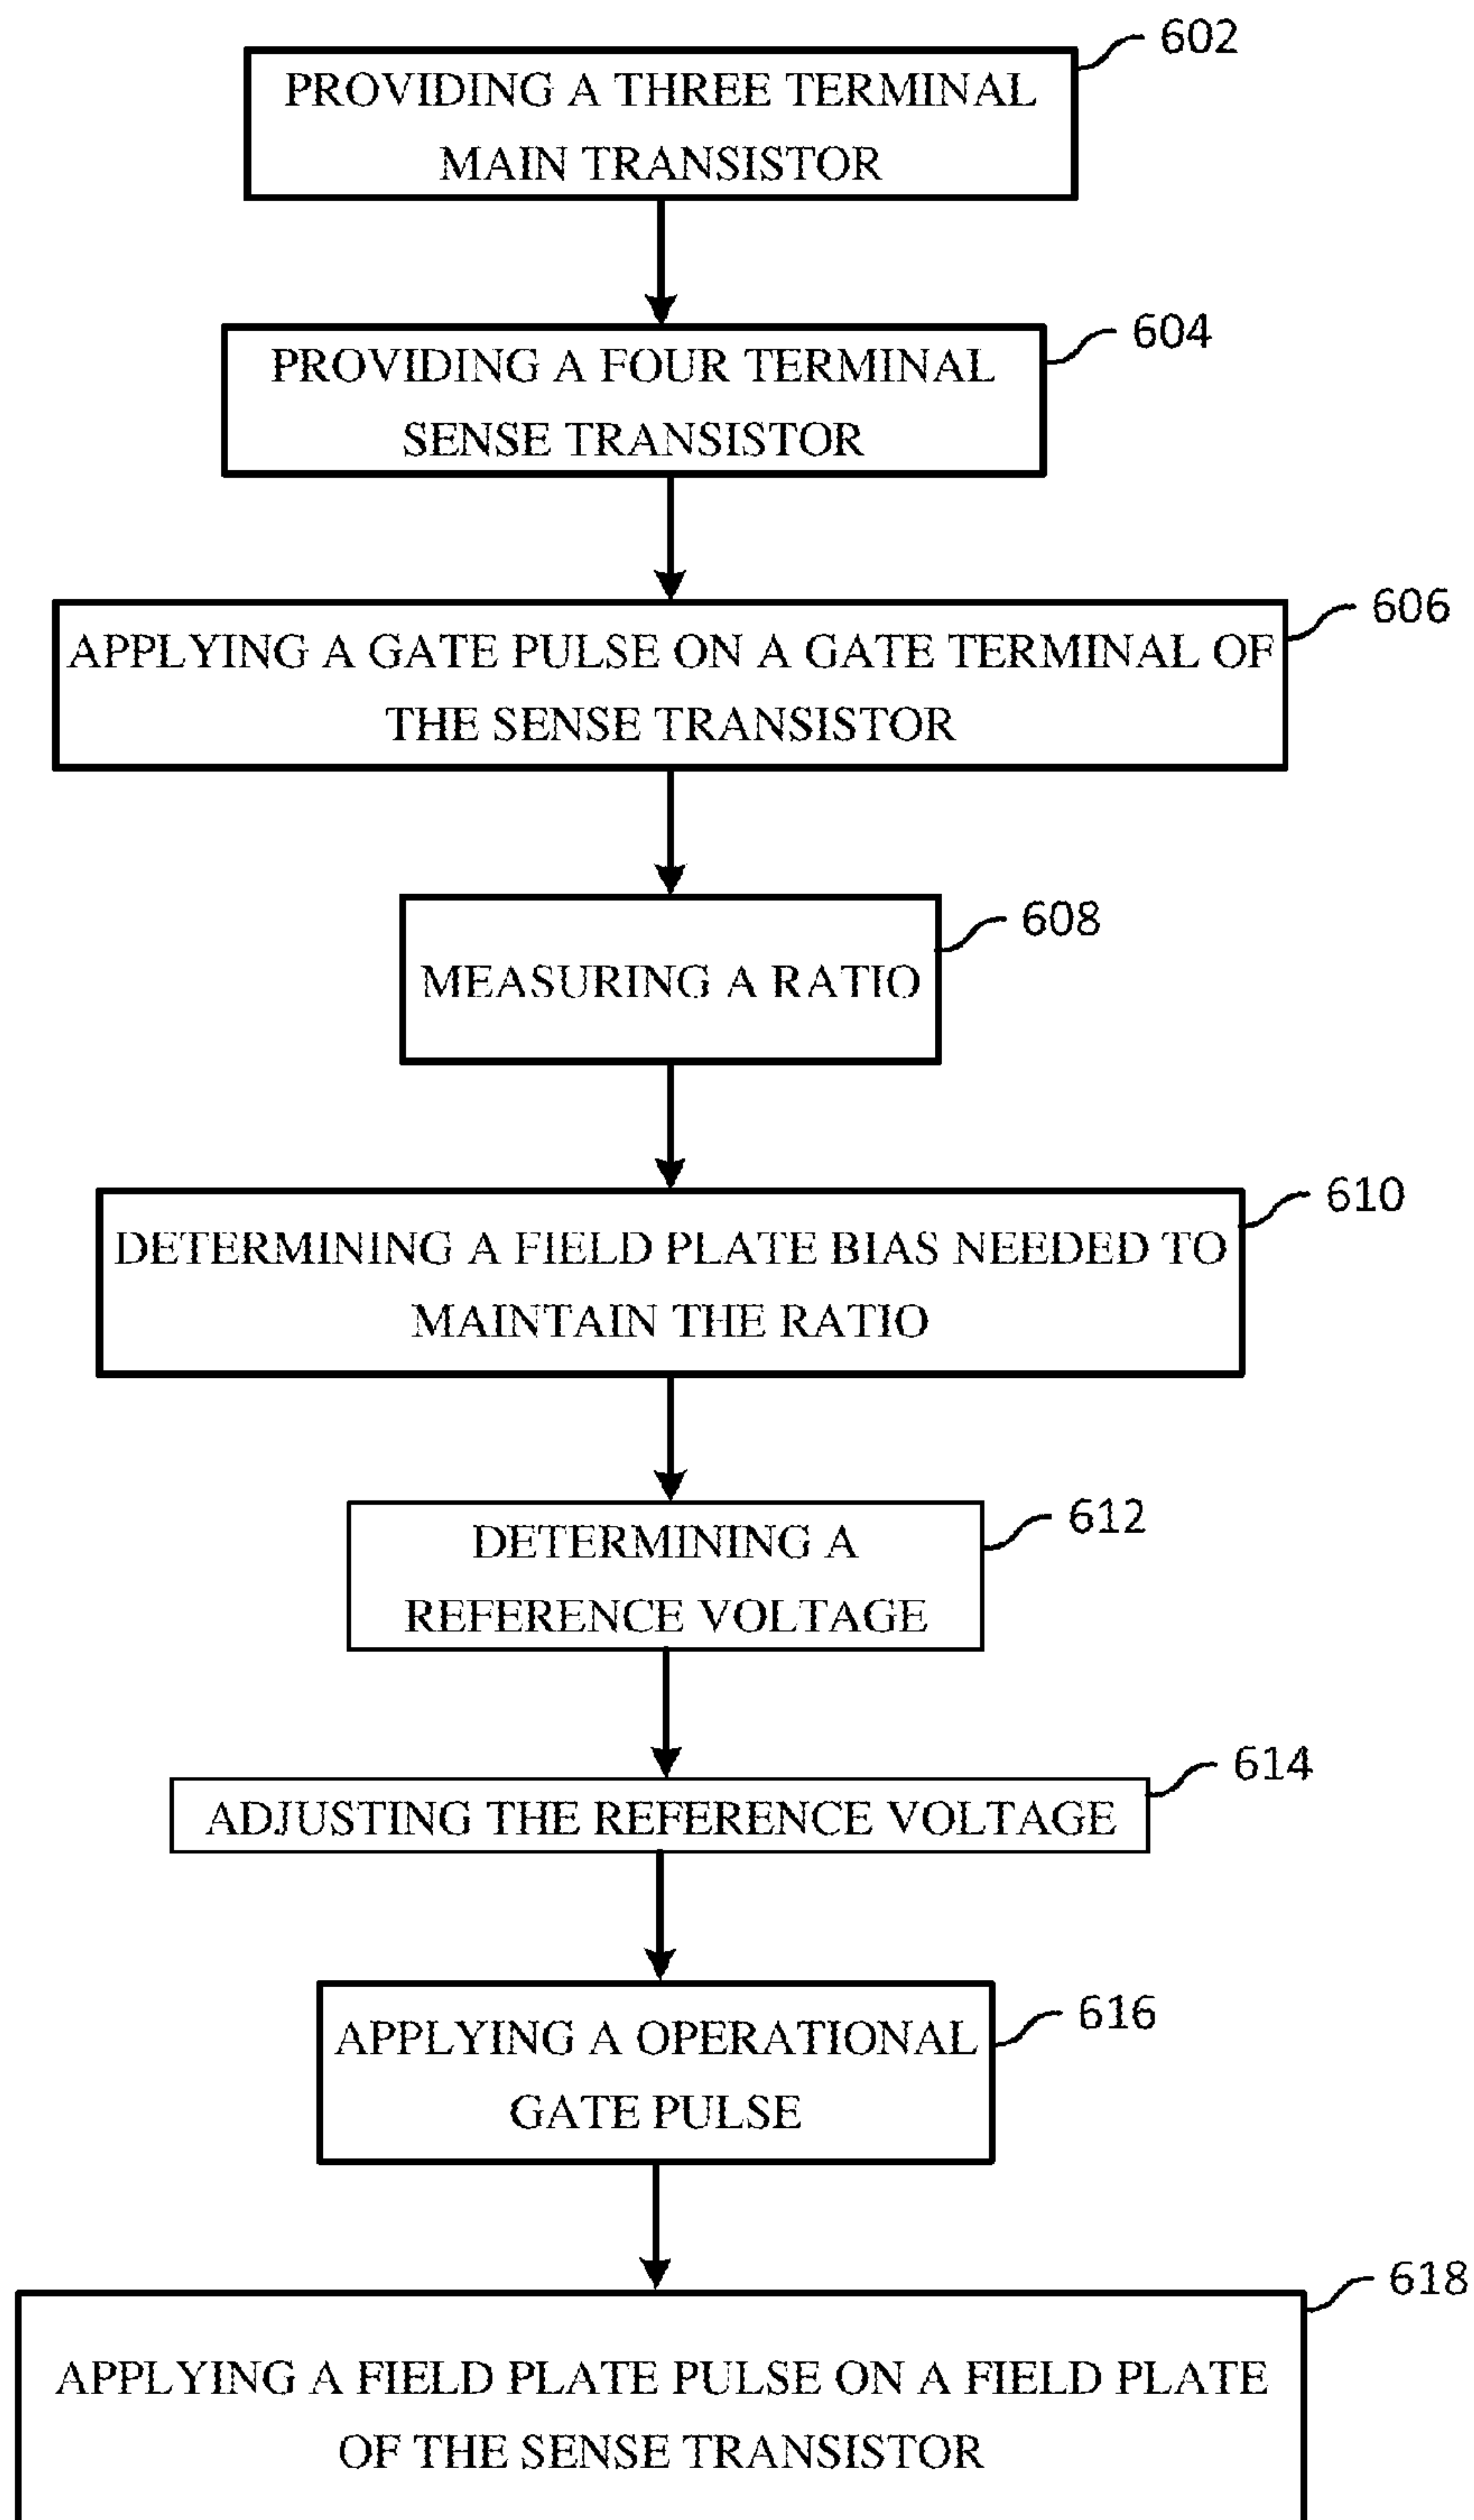 602
PROVIDING A THREE TERMINAL
MAIN TRANSISTOR
604
PROVIDING A FOUR TERMINAL
SENSE TRANSISTOR
606
APPLYING A GATE PULSE ON A GATE TERMINAL OF
THE SENSE TRANSISTOR
608
MEASURING A RATIO
610
DETERMINING A FIELD PLATE BIAS NEEDED TO
MAINTAIN THE RATIO
612
DETERMINING A
REFERENCE VOLTAGE
614
ADJUSTING THE REFERENCE VOLTAGE
616
APPLYING A OPERATIONAL
GATE PULSE
618
APPLYING A FIELD PLATE PULSE ON A FIELD PLATE
OF THE SENSE TRANSISTOR